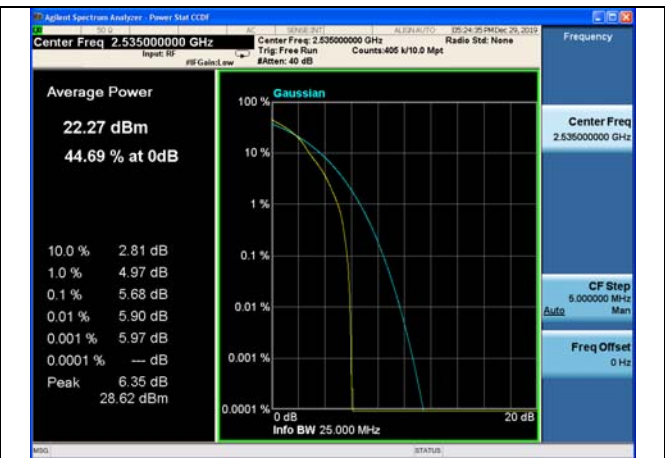 Agilent Spectrum Analyzer - Power Stat CCDF
50 Ω AC SENSE:INT ALIGN AUTO 05:24:35 PM Dec 29, 2019
Center Freq 2.535000000 GHz
Input: RF
#IFGain:Low
Center Freq: 2.535000000 GHz
Trig: Free Run Counts:405 k/10.0 Mpt
#Atten: 40 dB
Radio Std: None
Frequency
Average Power
22.27 dBm
44.69 % at 0dB
10.0 % 2.81 dB
1.0 % 4.97 dB
0.1 % 5.68 dB
0.01 % 5.90 dB
0.001 % 5.97 dB
0.0001 % --- dB
Peak 6.35 dB
28.62 dBm
Gaussian
100 %
10 %
1 %
0.1 %
0.01 %
0.001 %
0.0001 %
0 dB 20 dB
Info BW 25.000 MHz
Center Freq
2.535000000 GHz
CF Step
5.000000 MHz
Auto Man
Freq Offset
0 Hz
MSG STATUS